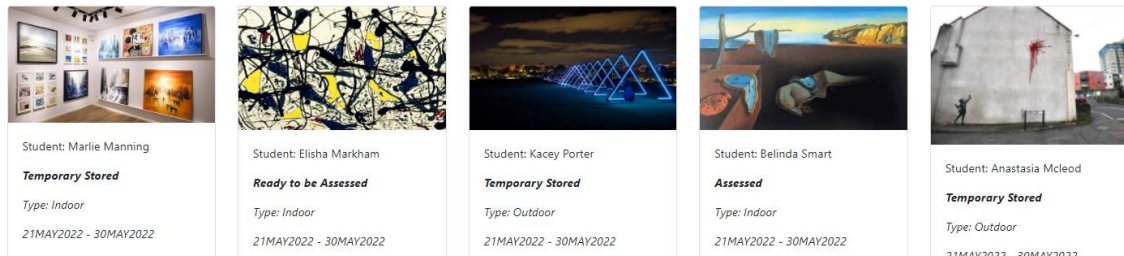 Student: Marlie Manning
Temporary Stored
Type: Indoor
21MAY2022 - 30MAY2022
Student: Elisha Markham
Ready to be Assessed
Type: Indoor
21MAY2022 - 30MAY2022
Student: Kacey Porter
Temporary Stored
Type: Outdoor
21MAY2022 - 30MAY2022
Student: Belinda Smart
Assessed
Type: Indoor
21MAY2022 - 30MAY2022
Student: Anastasia Mcleod
Temporary Stored
Type: Outdoor
21MAY2022 - 30MAY2022